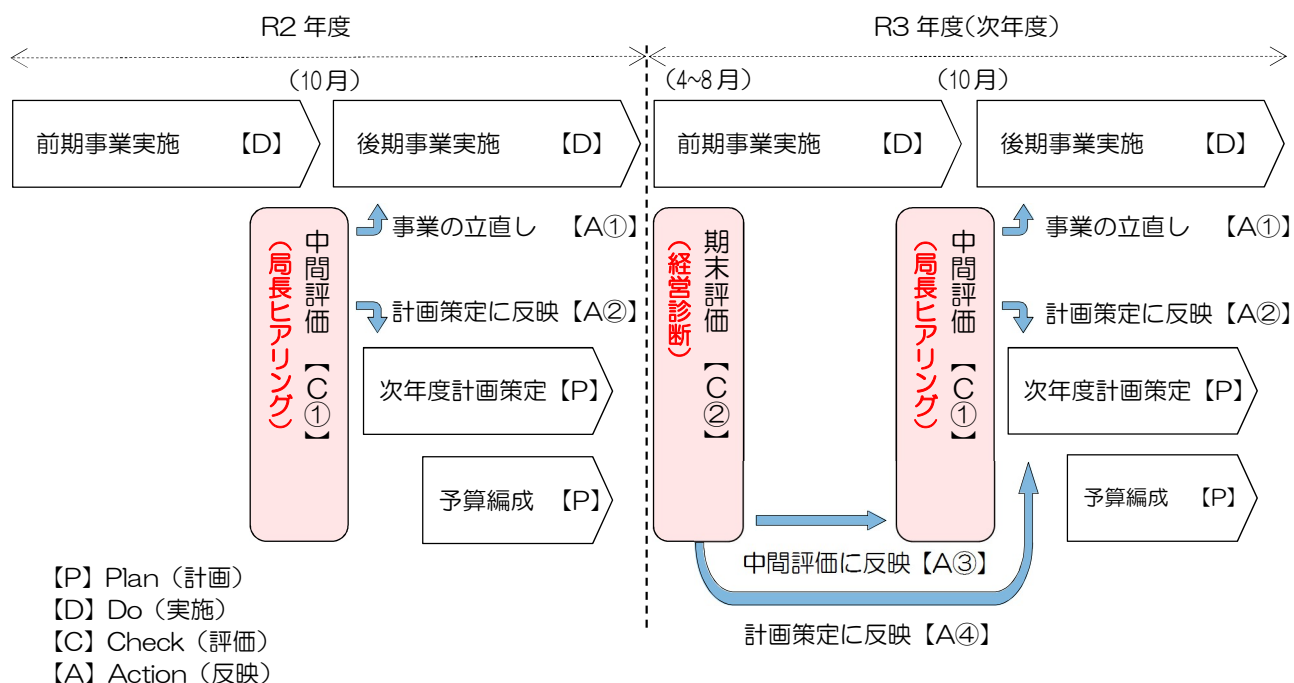 R2 年度
R3 年度(次年度)
(10月)
(4~8 月)
(10月)
前期事業実施 【D】
後期事業実施 【D】
前期事業実施 【D】
後期事業実施 【D】
中間評価 【C①】
(局長ヒアリング)
事業の立直し 【A①】
計画策定に反映【A②】
次年度計画策定【P】
予算編成 【P】
期末評価 【C②】
(経営診断)
中間評価 【C①】
(局長ヒアリング)
事業の立直し 【A①】
計画策定に反映【A②】
次年度計画策定【P】
予算編成 【P】
中間評価に反映【A③】
計画策定に反映【A④】
【P】Plan(計画)
【D】Do(実施)
【C】Check(評価)
【A】Action(反映)